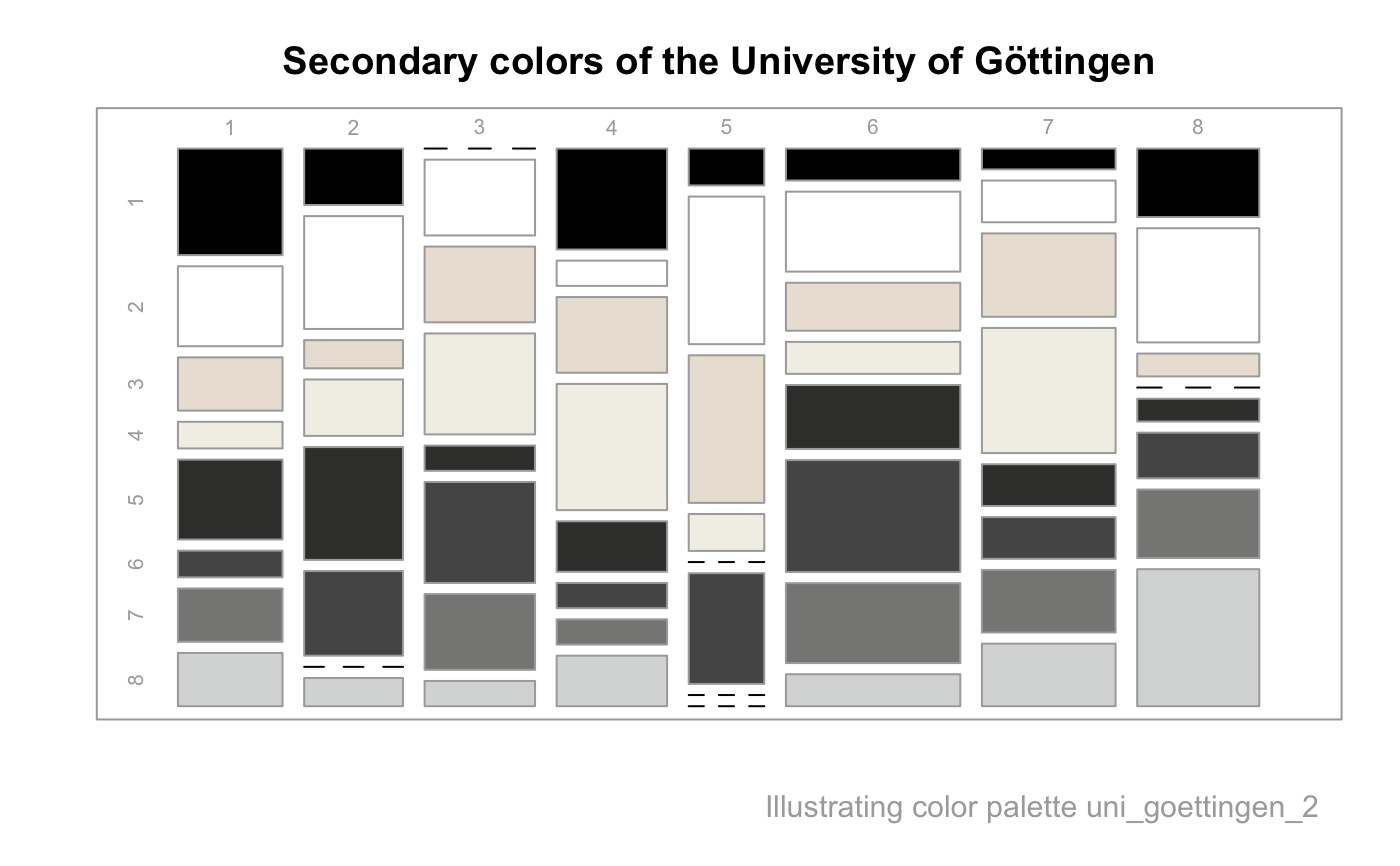 Secondary colors of the University of Göttingen
1 2 3 4 5 6 7 8
1
2
3
4
5
6
7
8
Illustrating color palette uni_goettingen_2